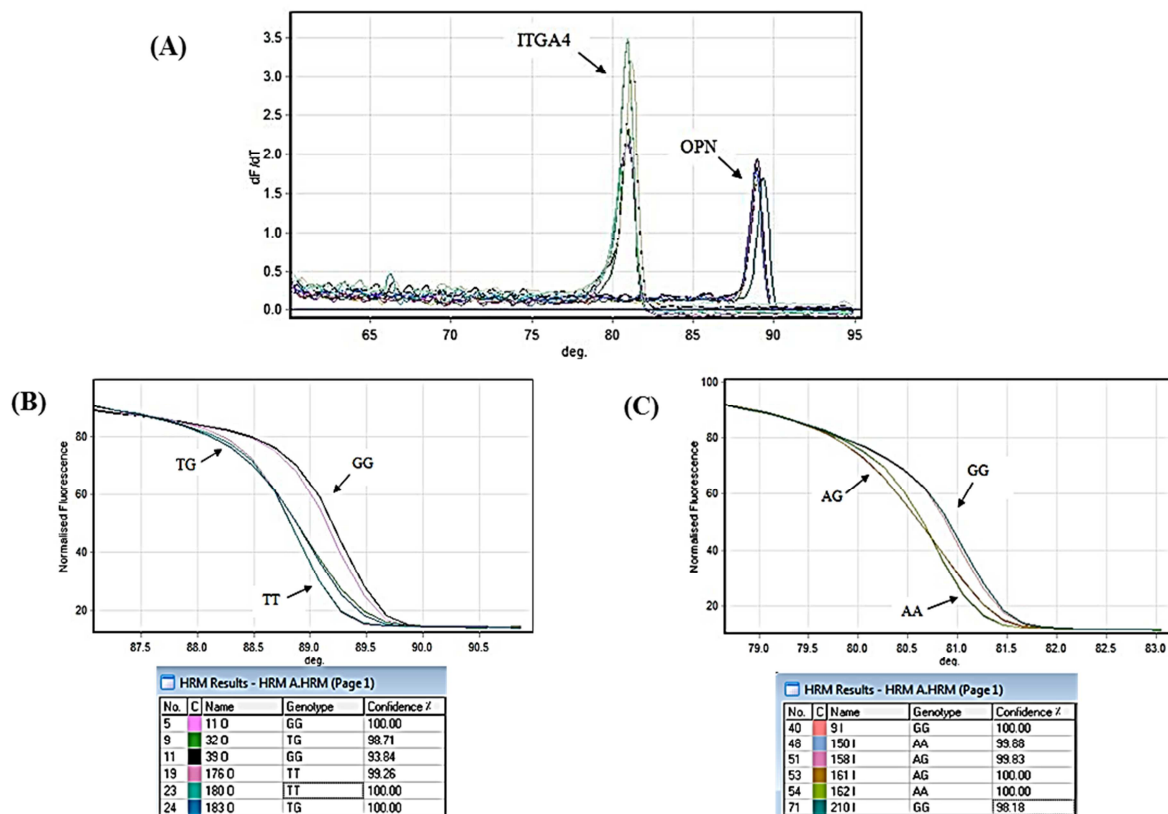 (A)
3.5
3.0
2.5
2.0
1.5
1.0
0.5
0.0
dF/dT
ITGA4
OPN
65 70 75 80 85 90 95
deg.
(B)
80
60
40
20
Normalised Fluorescence
TG
GG
TT
87.5 88.0 88.5 89.0 89.5 90.0 90.5
deg.
HRM Results - HRM A.HRM (Page 1)
No. C Name Genotype Confidence %
5 11 O GG 100.00
9 32 O TG 98.71
11 39 O GG 93.84
19 176 O TT 99.26
23 180 O TT 100.00
24 183 O TG 100.00
(C)
100
80
60
40
20
Normalised Fluorescence
AG
GG
AA
79.0 79.5 80.0 80.5 81.0 81.5 82.0 82.5 83.0
deg.
HRM Results - HRM A.HRM (Page 1)
No. C Name Genotype Confidence %
40 9 I GG 100.00
48 150 I AA 99.88
51 158 I AG 99.83
53 161 I AG 100.00
54 162 I AA 100.00
71 210 I GG 98.18